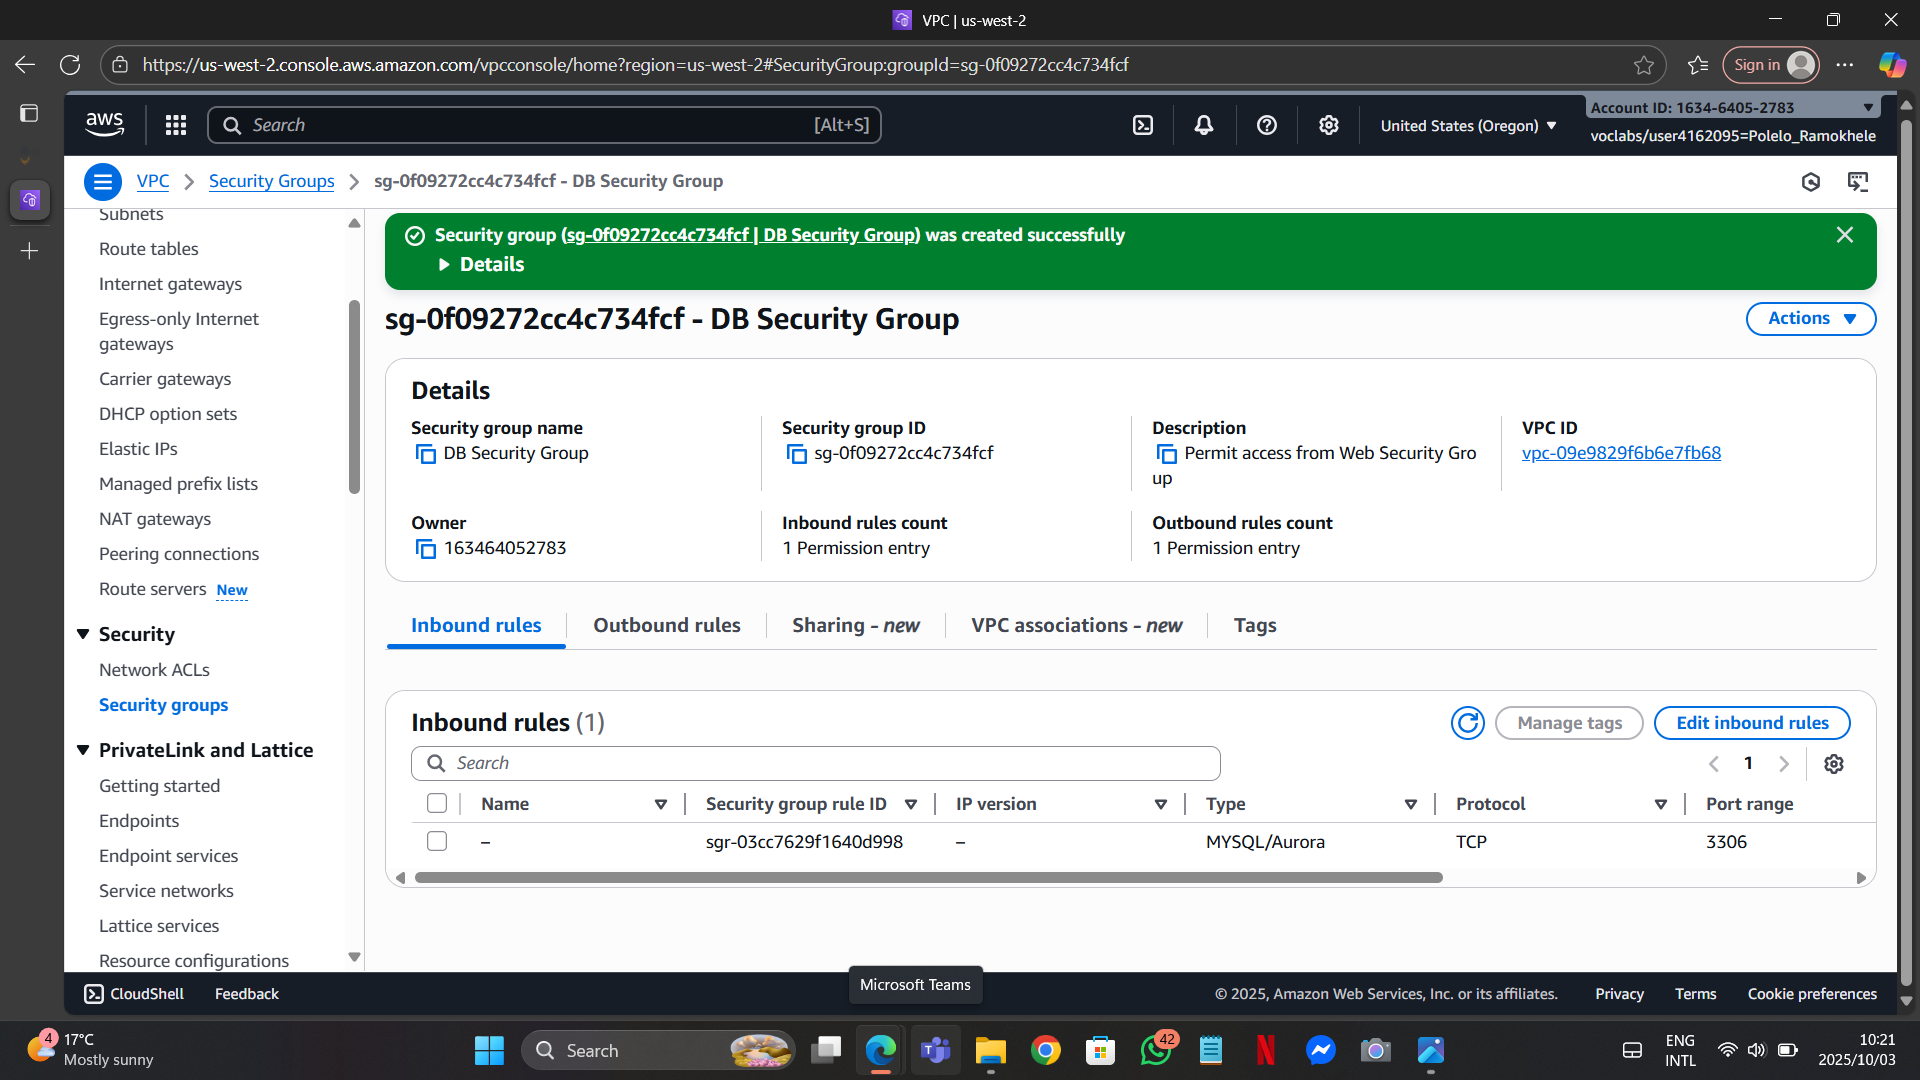 VPC | us-west-2
https://us-west-2.console.aws.amazon.com/vpcconsole/home?region=us-west-2#SecurityGroup:groupId=sg-0f09272cc4c734fcf
Sign in
aws
Search [Alt+S]
United States (Oregon)
Account ID: 1634-6405-2783
voclabs/user4162095=Polelo_Ramokhele
VPC
Security Groups
sg-0f09272cc4c734fcf - DB Security Group
Subnets
Route tables
Internet gateways
Egress-only Internet
gateways
Carrier gateways
DHCP option sets
Elastic IPs
Managed prefix lists
NAT gateways
Peering connections
Route servers New
Security
Network ACLs
Security groups
PrivateLink and Lattice
Getting started
Endpoints
Endpoint services
Service networks
Lattice services
Resource configurations
Security group (sg-0f09272cc4c734fcf | DB Security Group) was created successfully
Details
sg-0f09272cc4c734fcf - DB Security Group
Actions
Details
Security group name
DB Security Group
Security group ID
sg-0f09272cc4c734fcf
Description
Permit access from Web Security Gro
up
VPC ID
vpc-09e9829f6b6e7fb68
Owner
163464052783
Inbound rules count
1 Permission entry
Outbound rules count
1 Permission entry
Inbound rules
Outbound rules
Sharing - new
VPC associations - new
Tags
Inbound rules (1)
Manage tags
Edit inbound rules
Search
1
Name Security group rule ID IP version Type Protocol Port range
– sgr-03cc7629f1640d998 – MYSQL/Aurora TCP 3306
Microsoft Teams
CloudShell
Feedback
© 2025, Amazon Web Services, Inc. or its affiliates.
Privacy
Terms
Cookie preferences
4
17°C
Mostly sunny
Search
42
ENG
INTL
10:21
2025/10/03